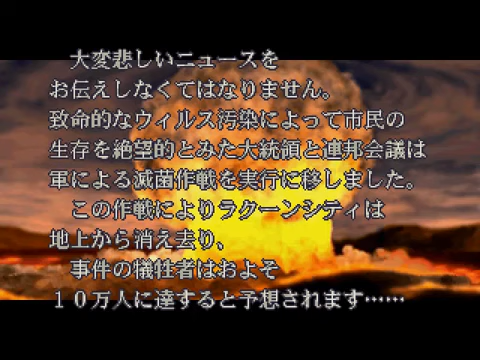 大変悲しいニュースを
お伝えしなくてはなりません。
致命的なウィルス汚染によって市民の
生存を絶望的とみた大統領と連邦会議は
軍による滅菌作戦を実行に移しました。
この作戦によりラクーンシティは
地上から消え去り、
事件の犠牲者はおよそ
１０万人に達すると予想されます……